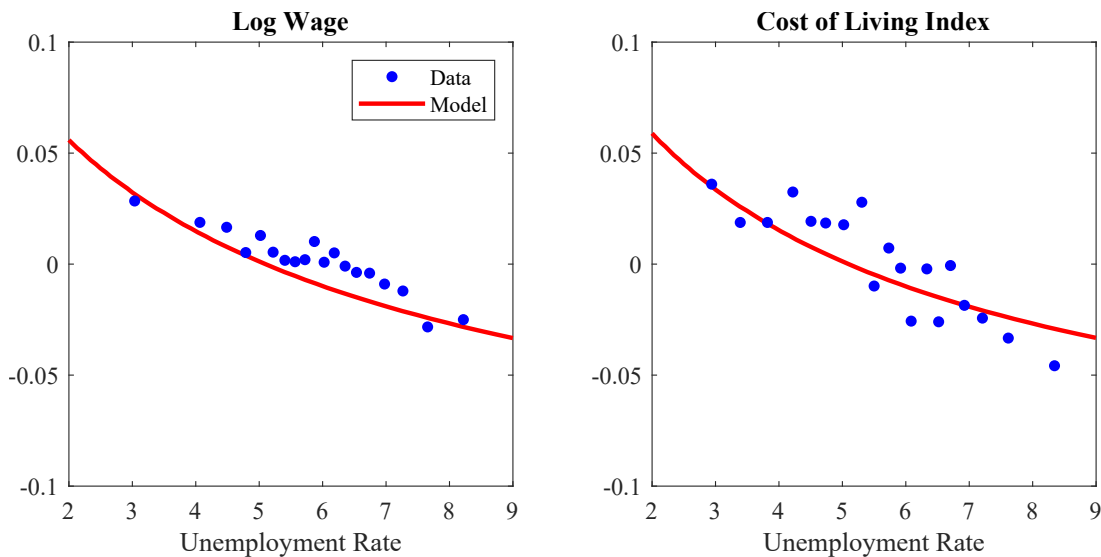 Log Wage
0.1
0.05
0
-0.05
-0.1
2 3 4 5 6 7 8 9
Unemployment Rate
Data
Model
Cost of Living Index
0.1
0.05
0
-0.05
-0.1
2 3 4 5 6 7 8 9
Unemployment Rate